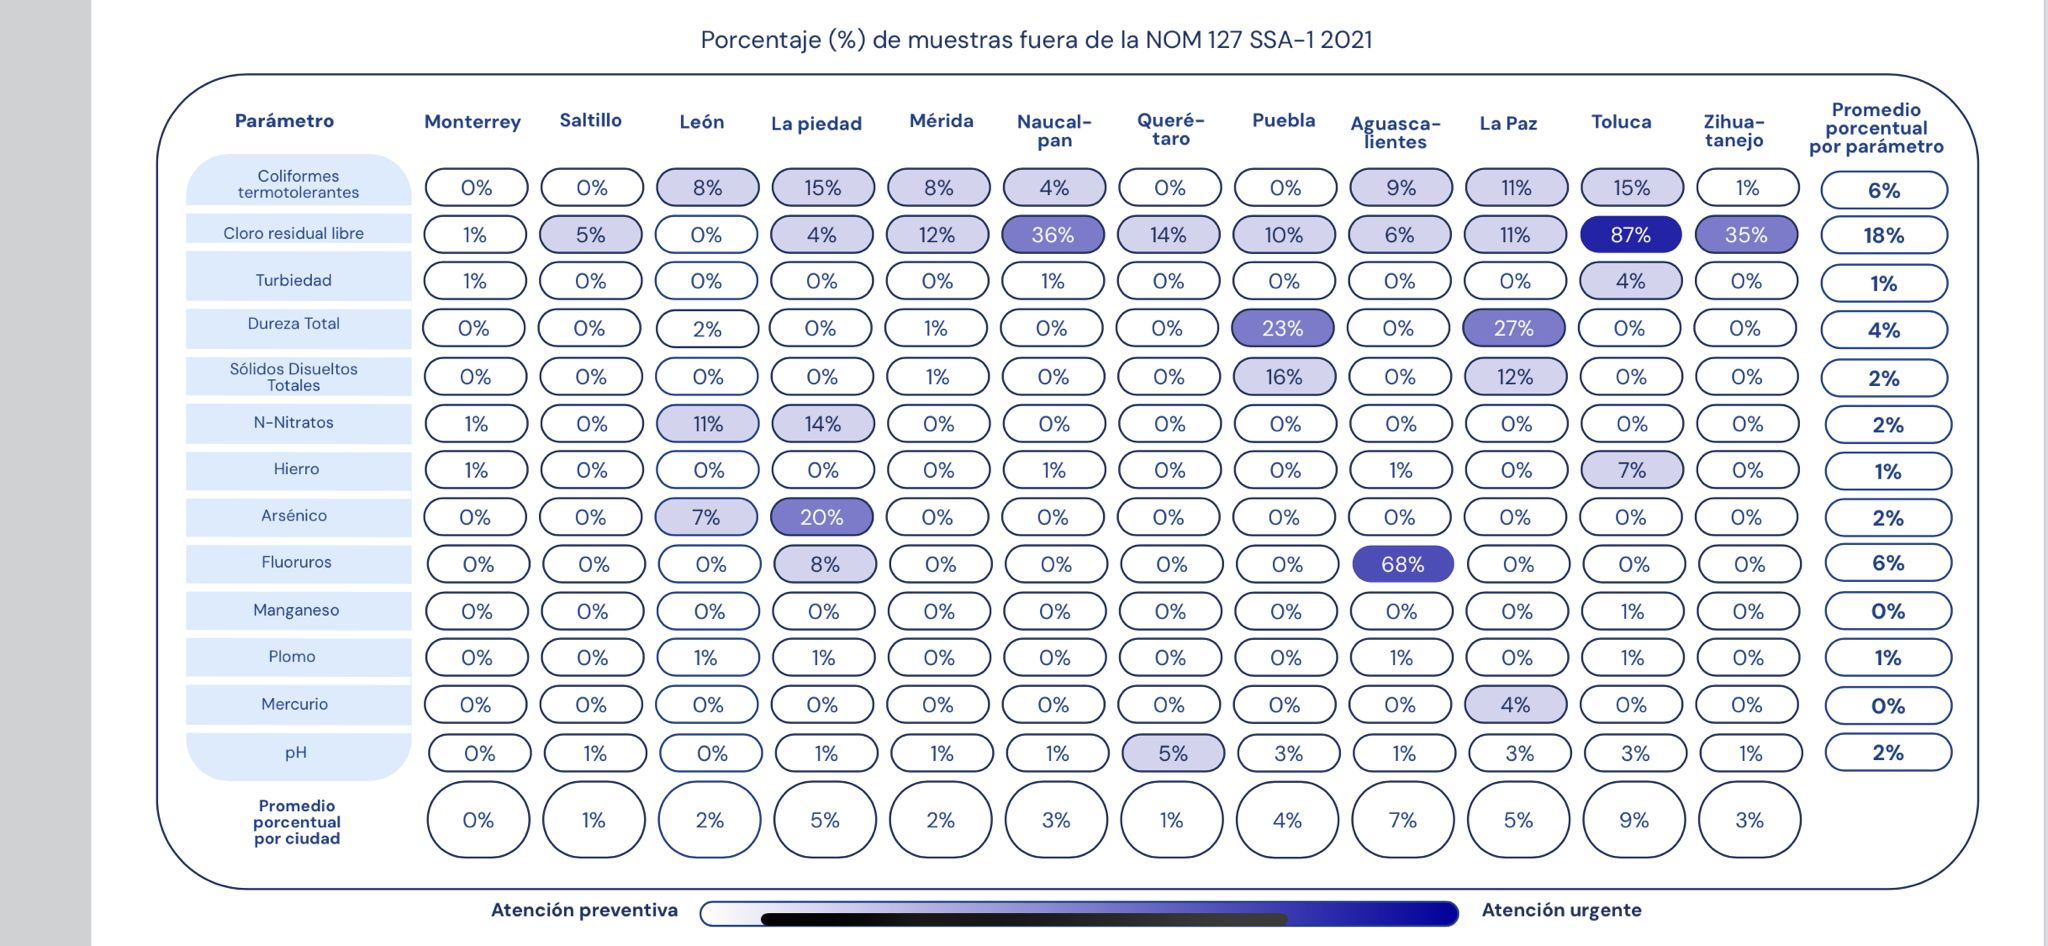 Porcentaje (%) de muestras fuera de la NOM 127 SSA-1 2021
Parámetro Monterrey Saltillo León La piedad Mérida Naucal-pan Queré-taro Puebla Aguasca-lientes La Paz Toluca Zihua-tanejo Promedio porcentual por parámetro
Coliformes termotolerantes 0% 0% 8% 15% 8% 4% 0% 0% 9% 11% 15% 1% 6%
Cloro residual libre 1% 5% 0% 4% 12% 36% 14% 10% 6% 11% 87% 35% 18%
Turbiedad 1% 0% 0% 0% 0% 1% 0% 0% 0% 0% 4% 0% 1%
Dureza Total 0% 0% 2% 0% 1% 0% 0% 23% 0% 27% 0% 0% 4%
Sólidos Disueltos Totales 0% 0% 0% 0% 1% 0% 0% 16% 0% 12% 0% 0% 2%
N-Nitratos 1% 0% 11% 14% 0% 0% 0% 0% 0% 0% 0% 0% 2%
Hierro 1% 0% 0% 0% 0% 1% 0% 0% 1% 0% 7% 0% 1%
Arsénico 0% 0% 7% 20% 0% 0% 0% 0% 0% 0% 0% 0% 2%
Fluoruros 0% 0% 0% 8% 0% 0% 0% 0% 68% 0% 0% 0% 6%
Manganeso 0% 0% 0% 0% 0% 0% 0% 0% 0% 0% 1% 0% 0%
Plomo 0% 0% 1% 1% 0% 0% 0% 0% 1% 0% 1% 0% 1%
Mercurio 0% 0% 0% 0% 0% 0% 0% 0% 0% 4% 0% 0% 0%
pH 0% 1% 0% 1% 1% 1% 5% 3% 1% 3% 3% 1% 2%
Promedio porcentual por ciudad 0% 1% 2% 5% 2% 3% 1% 4% 7% 5% 9% 3%
Atención preventiva Atención urgente